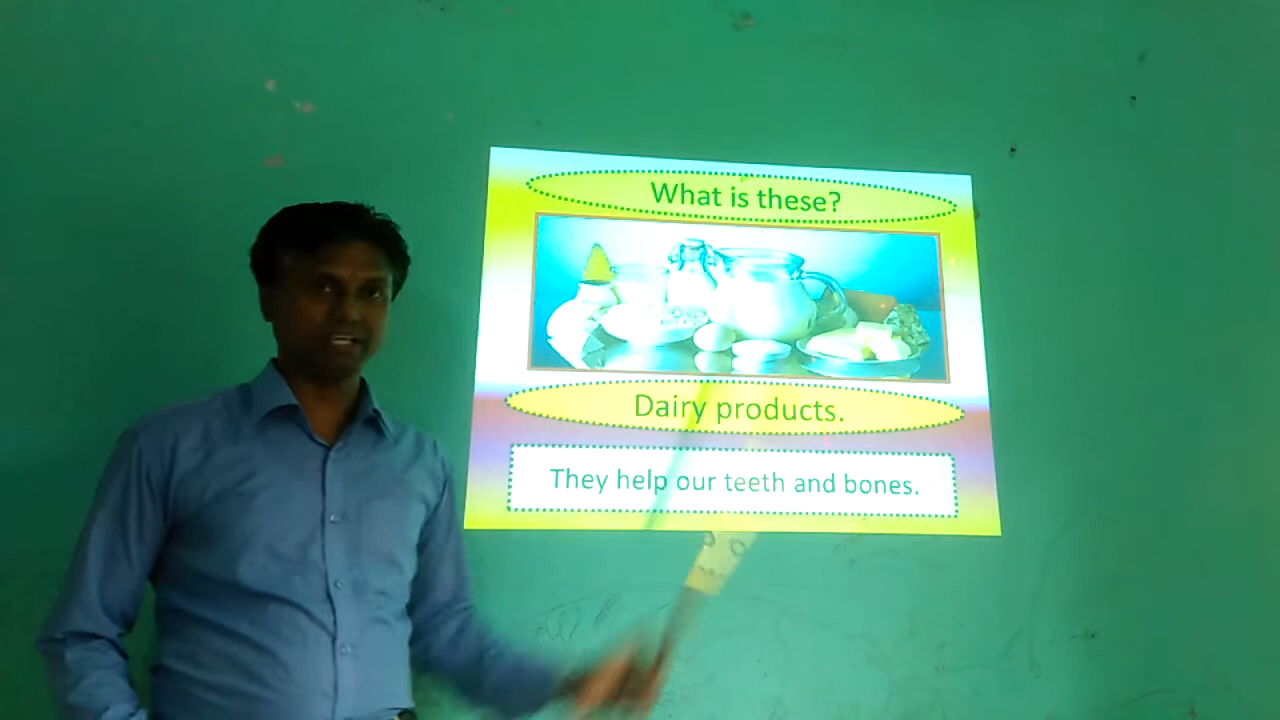 What is these?
Dairy products.
They help our teeth and bones.